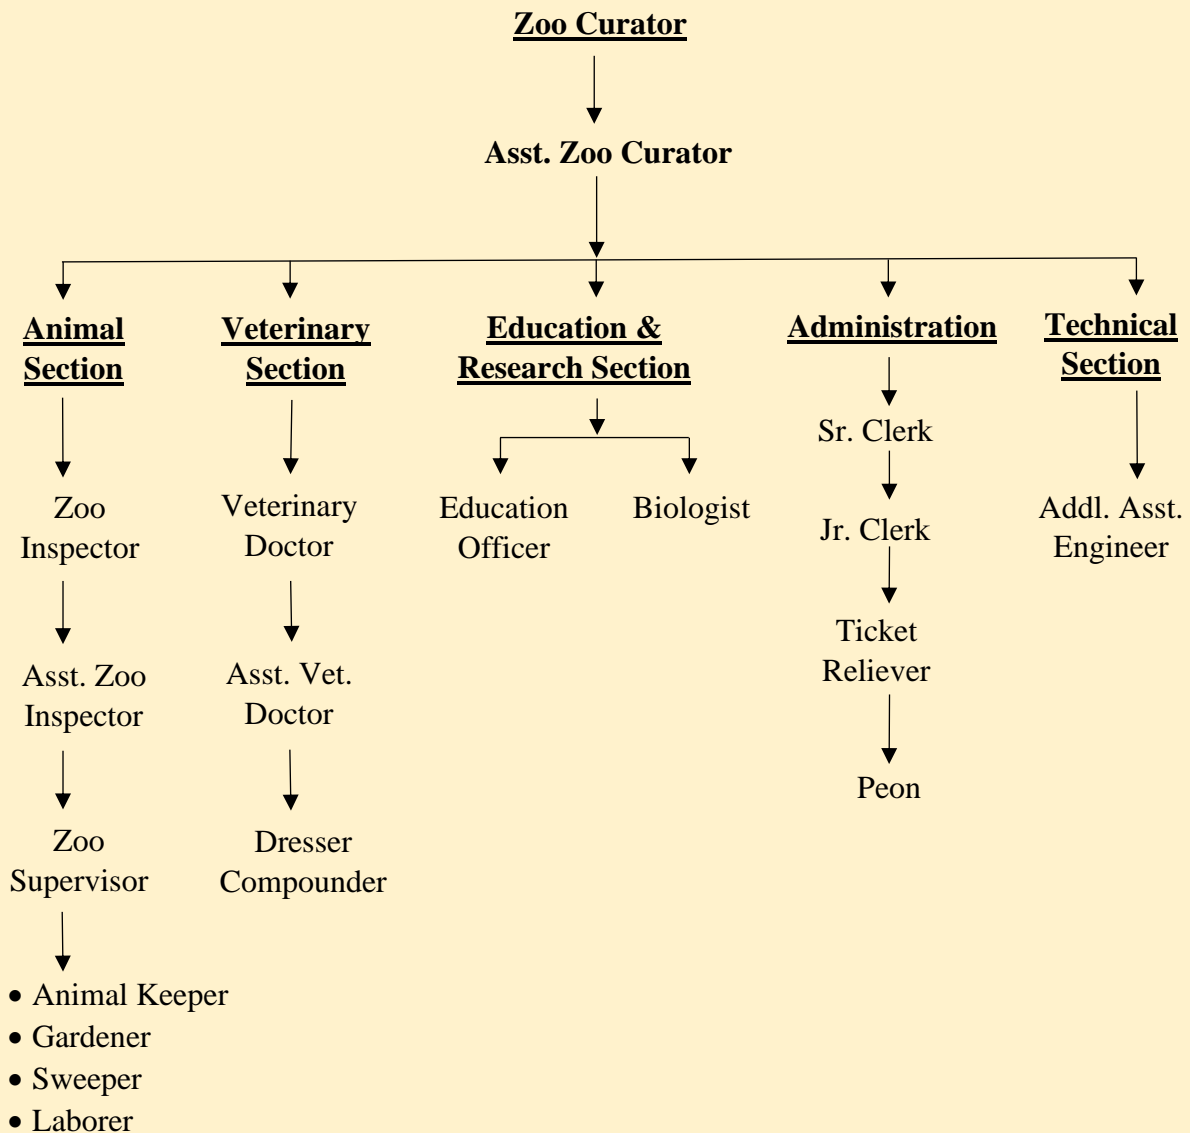 Zoo Curator
Asst. Zoo Curator
Animal
Section
Veterinary
Section
Education &
Research Section
Administration
Technical
Section
Zoo
Inspector
Asst. Zoo
Inspector
Zoo
Supervisor
• Animal Keeper
• Gardener
• Sweeper
• Laborer
Veterinary
Doctor
Asst. Vet.
Doctor
Dresser
Compounder
Education
Officer
Biologist
Sr. Clerk
Jr. Clerk
Ticket
Reliever
Peon
Addl. Asst.
Engineer